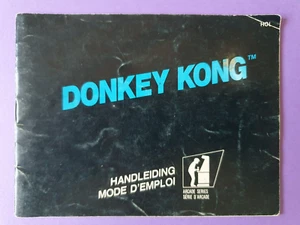 HOL
DONKEY KONG™
HANDLEIDING
MODE D'EMPLOI
ARCADE SERIES
SÉRIE D'ARCADE